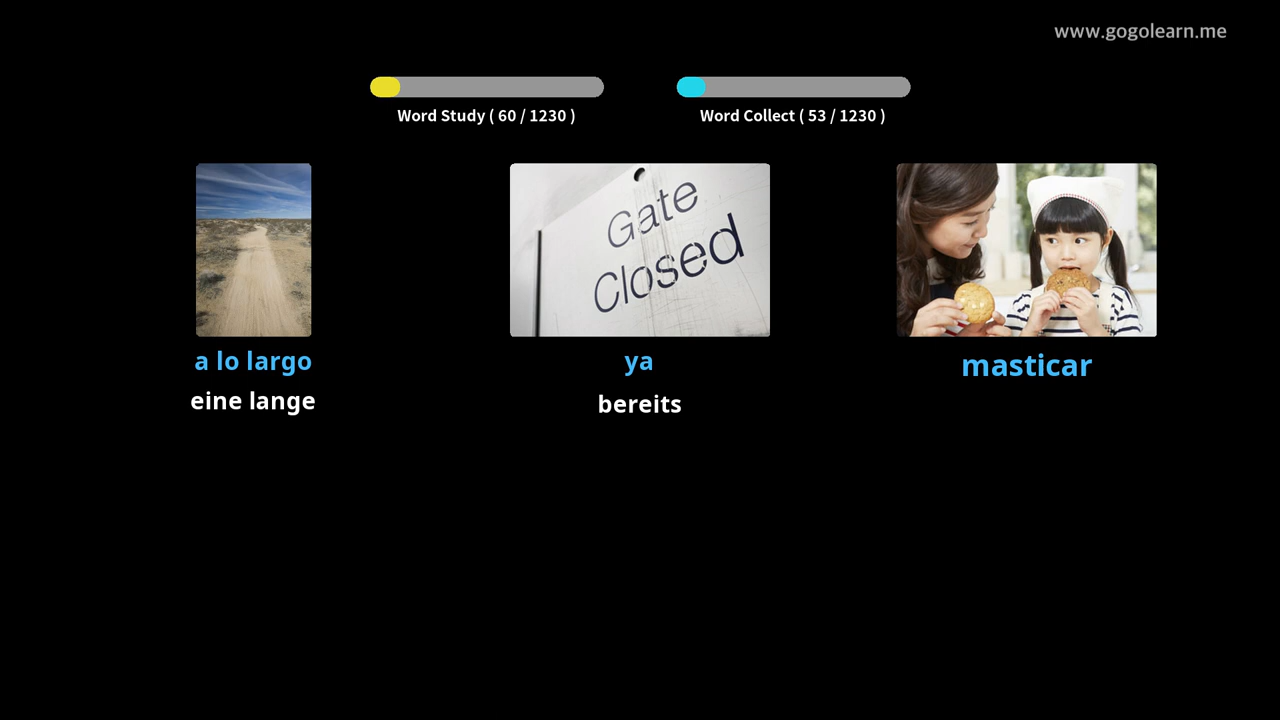 www.gogolearn.me
Word Study ( 60 / 1230 )
Word Collect ( 53 / 1230 )
Gate
Closed
a lo largo
eine lange
ya
bereits
masticar